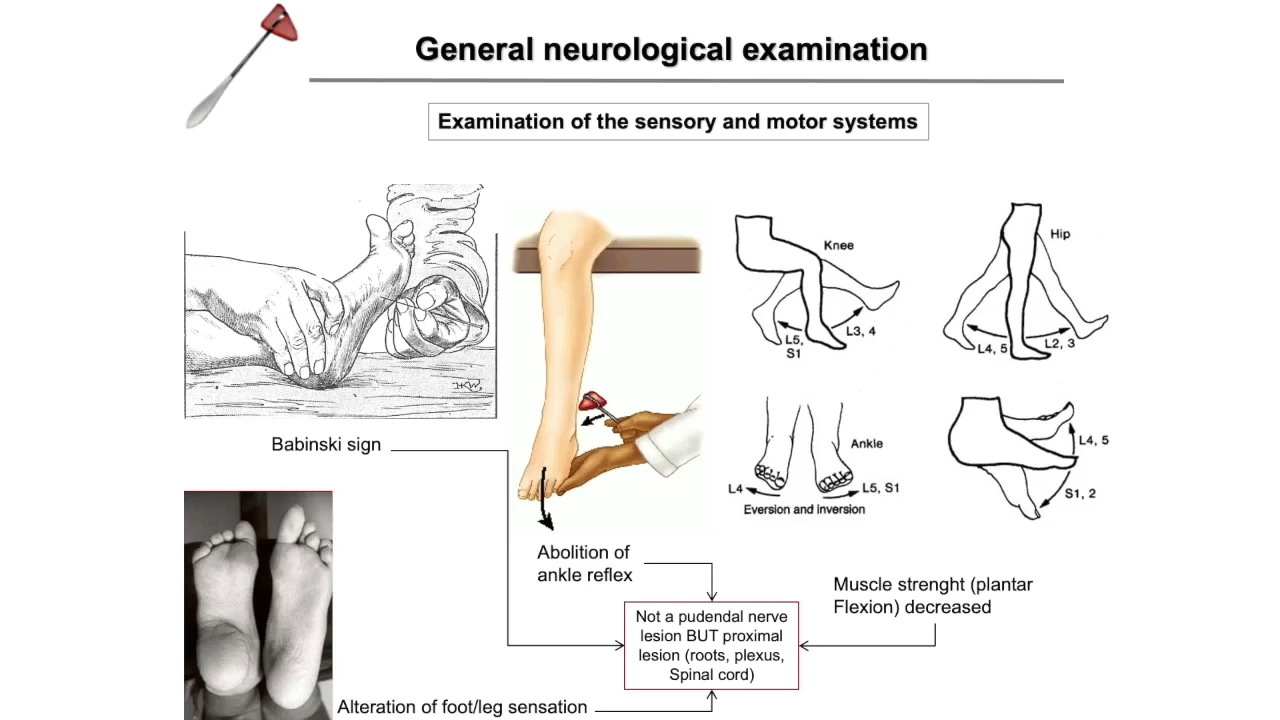 General neurological examination
Examination of the sensory and motor systems
Knee
L5,
S1
L3, 4
Hip
L4, 5
L2, 3
HKW.
Ankle
L4
L5, S1
Eversion and inversion
L4, 5
S1, 2
Babinski sign
Abolition of
ankle reflex
Muscle strenght (plantar
Flexion) decreased
Not a pudendal nerve
lesion BUT proximal
lesion (roots, plexus,
Spinal cord)
Alteration of foot/leg sensation